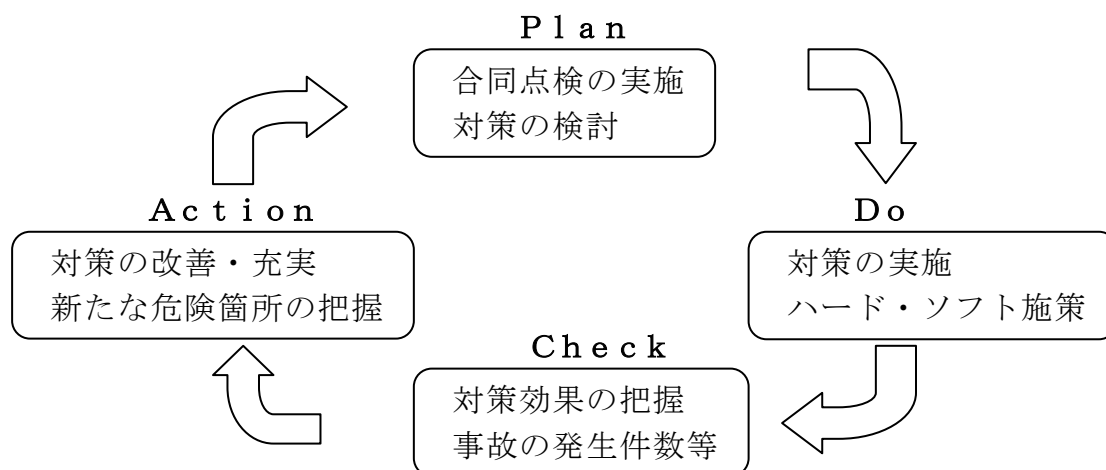 Ｐｌａｎ
合同点検の実施
対策の検討
Ｄｏ
対策の実施
ハード・ソフト施策
Ｃｈｅｃｋ
対策効果の把握
事故の発生件数等
Ａｃｔｉｏｎ
対策の改善・充実
新たな危険箇所の把握